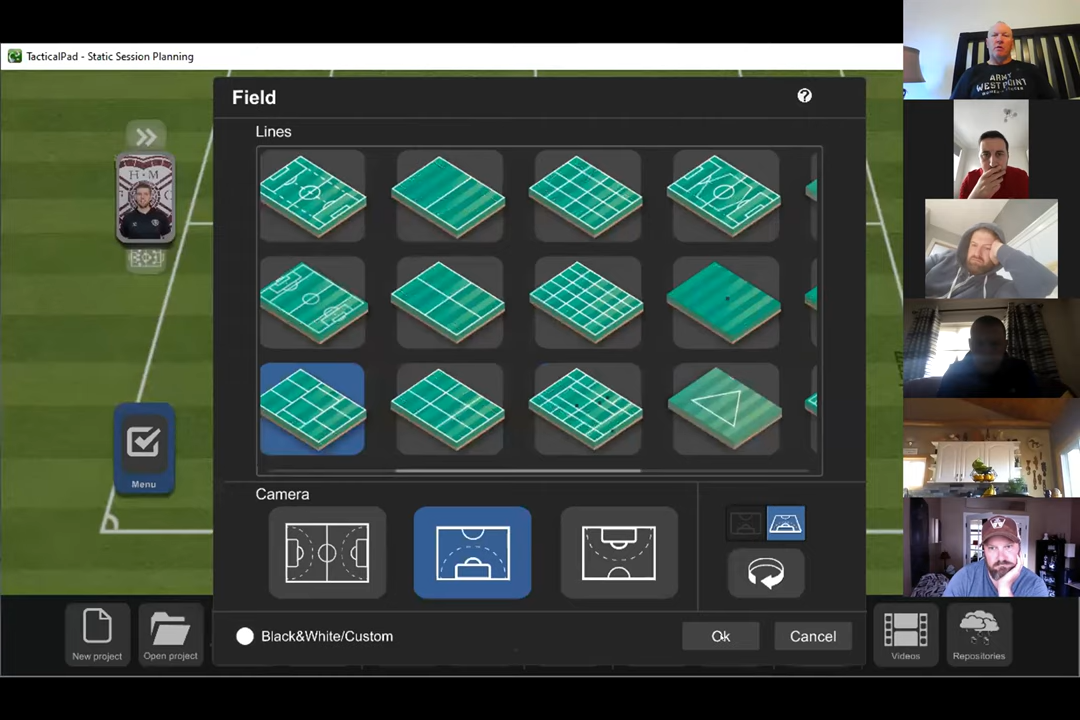 TacticalPad - Static Session Planning
Field
?
Lines
H M
Menu
Camera
Black&White/Custom
Ok
Cancel
New project
Open project
Videos
Repositories
ARMY
WEST POINT